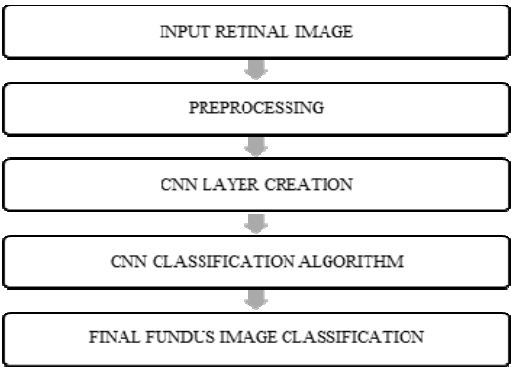 INPUT RETINAL IMAGE
PREPROCESSING
CNN LAYER CREATION
CNN CLASSIFICATION ALGORITHM
FINAL FUNDUS IMAGE CLASSIFICATION